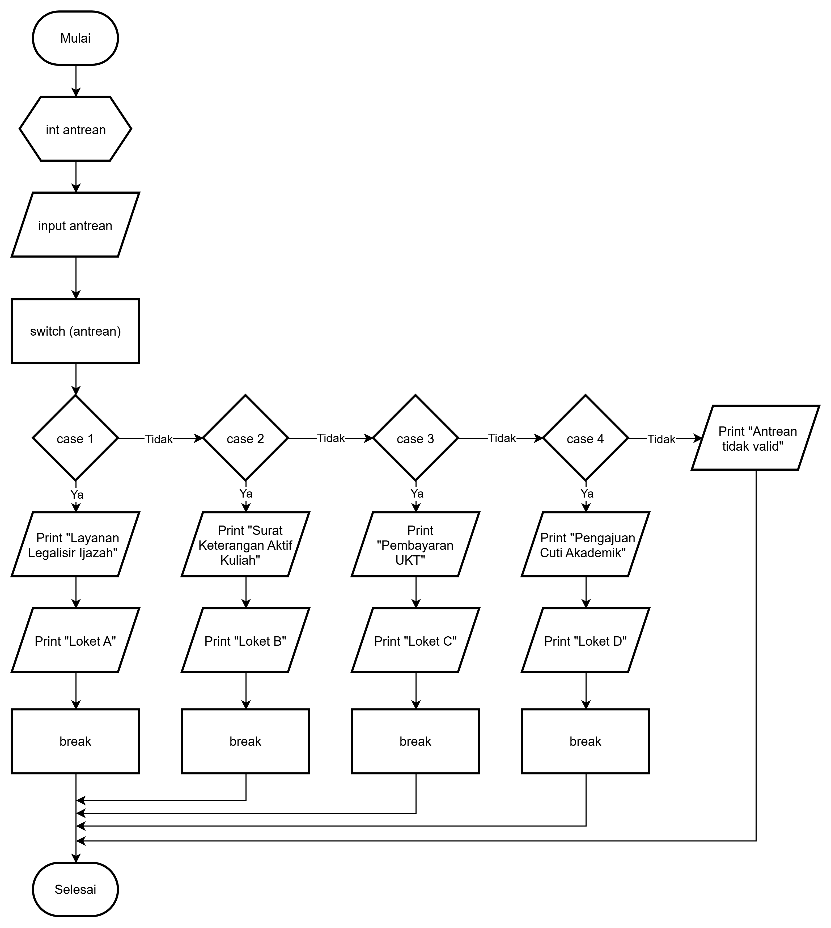 Mulai
int antrean
input antrean
switch (antrean)
case 1
Tidak
case 2
Tidak
case 3
Tidak
case 4
Tidak
Print "Antrean
tidak valid"
Ya
Ya
Ya
Ya
Print "Layanan
Legalisir Ijazah"
Print "Surat
Keterangan Aktif
Kuliah"
Print
"Pembayaran
UKT"
Print "Pengajuan
Cuti Akademik"
Print "Loket A"
Print "Loket B"
Print "Loket C"
Print "Loket D"
break
break
break
break
Selesai